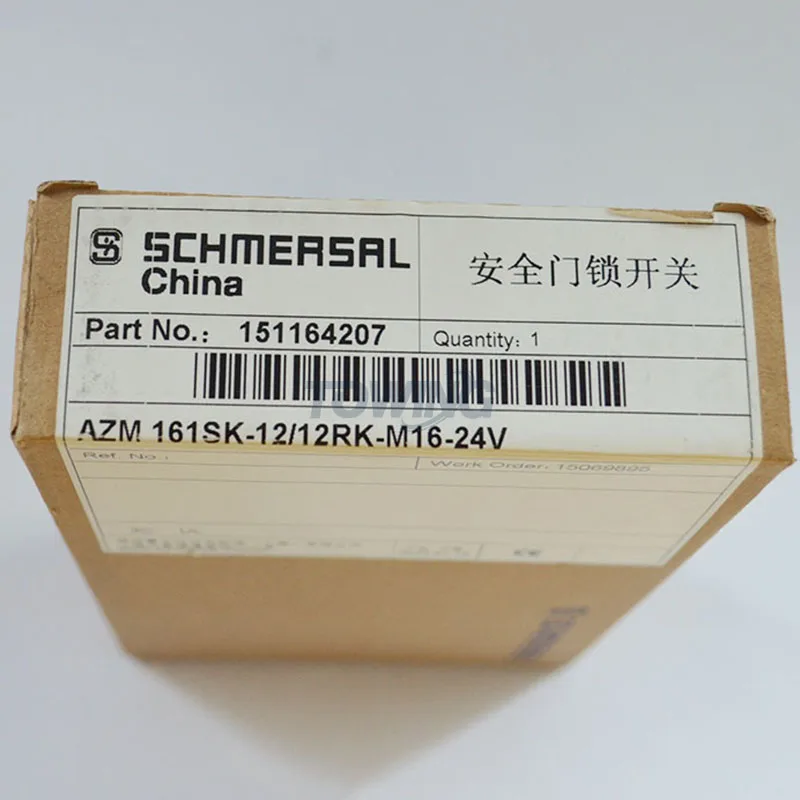 SCHMERSAL
China
安全门锁开关
Part No.: 151164207
Quantity: 1
TOWING
AZM 161SK-12/12RK-M16-24V
Ref. No.:
Work Order: 15069895